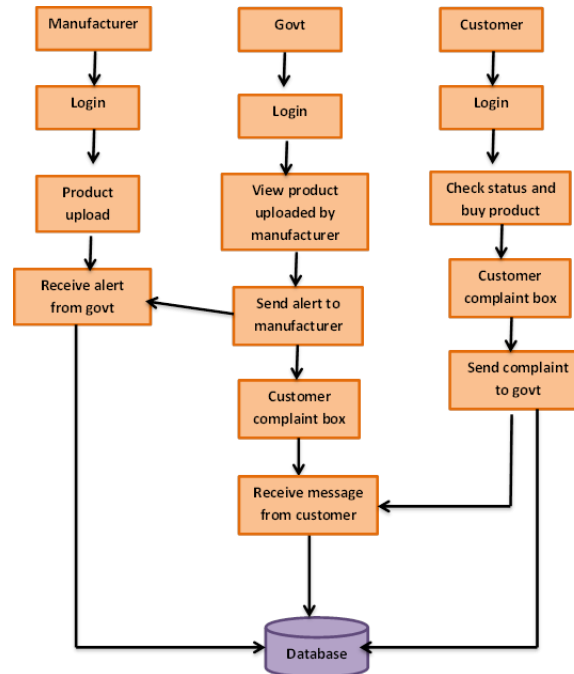 Manufacturer
Login
Product
upload
Receive alert
from govt
Govt
Login
View product
uploaded by
manufacturer
Send alert to
manufacturer
Customer
complaint box
Receive message
from customer
Customer
Login
Check status and
buy product
Customer
complaint box
Send complaint
to govt
Database